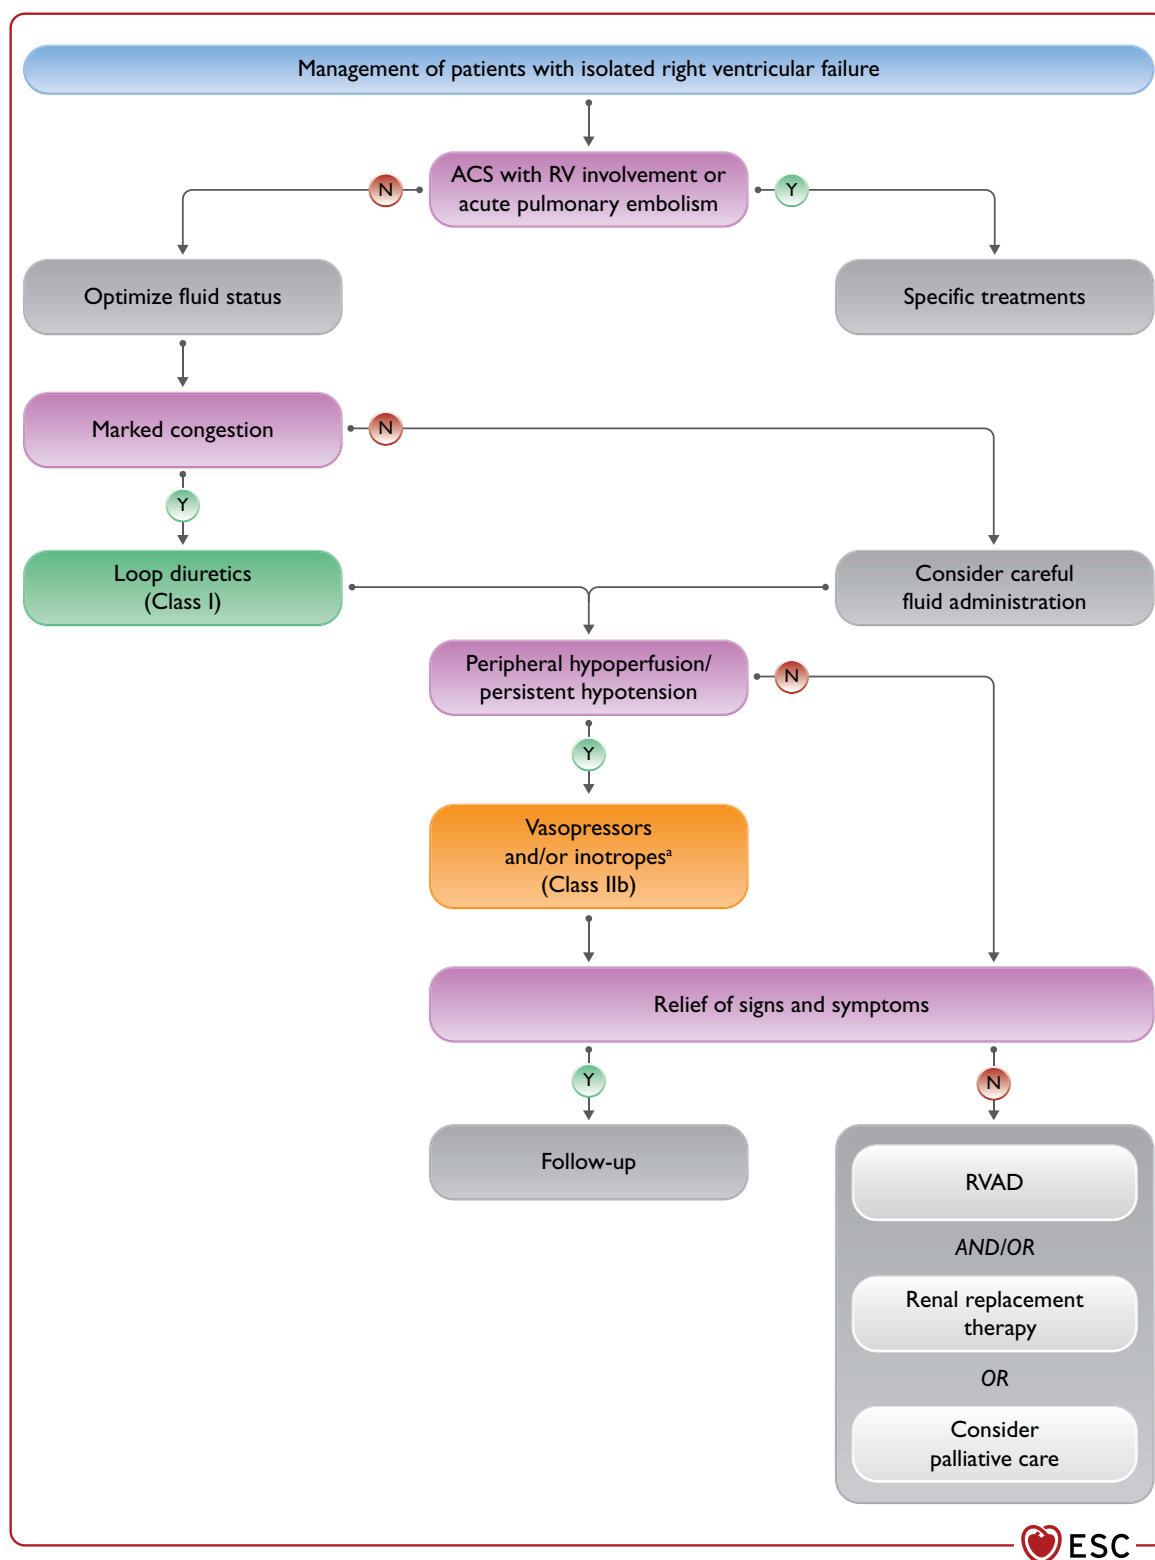 Management of patients with isolated right ventricular failure
ACS with RV involvement or
acute pulmonary embolism
N
Y
Optimize fluid status
Specific treatments
Marked congestion
N
Y
Loop diuretics
(Class I)
Consider careful
fluid administration
Peripheral hypoperfusion/
persistent hypotension
N
Y
Vasopressors
and/or inotropesᵃ
(Class IIb)
Relief of signs and symptoms
Y
N
Follow-up
RVAD
AND/OR
Renal replacement
therapy
OR
Consider
palliative care
ESC